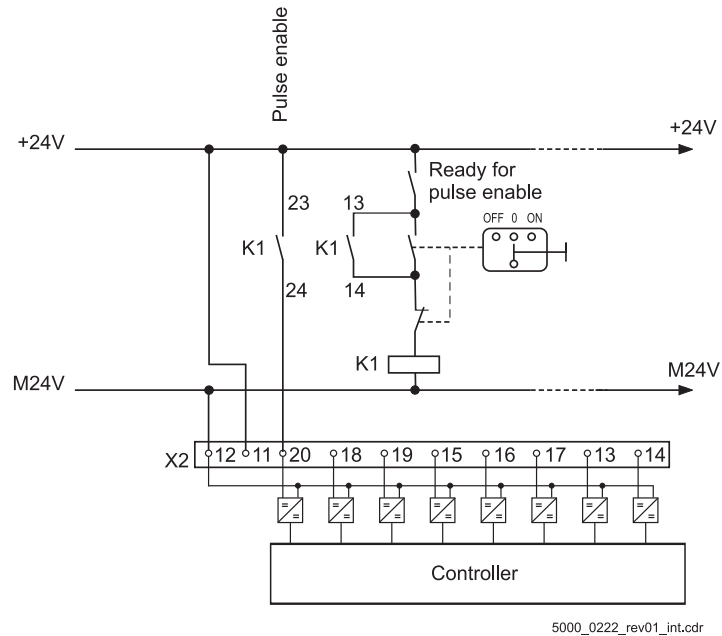 Pulse enable
+24V
+24V
Ready for
pulse enable
OFF 0 ON
23
13
K1
K1
24
14
K1
M24V
M24V
X2
12 11 20 18 19 15 16 17 13 14
Controller
5000_0222_rev01_int.cdr